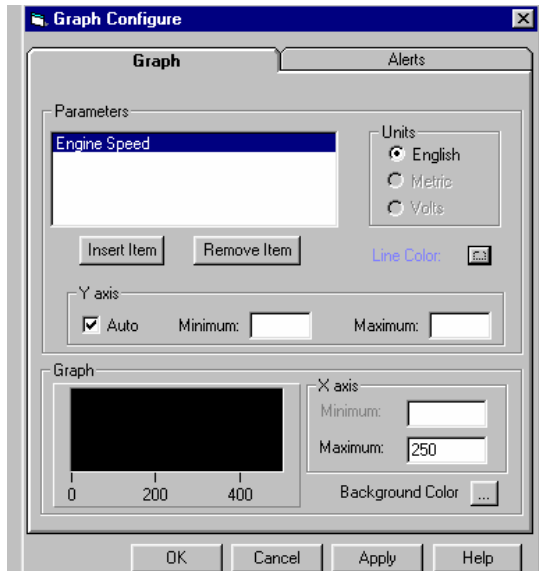 Graph Configure
Graph Alerts
Parameters
Engine Speed
Units
English
Metric
Volts
Insert Item Remove Item Line Color: ...
Y axis
Auto Minimum: Maximum:
Graph
X axis
Minimum:
Maximum: 250
0 200 400
Background Color ...
OK Cancel Apply Help